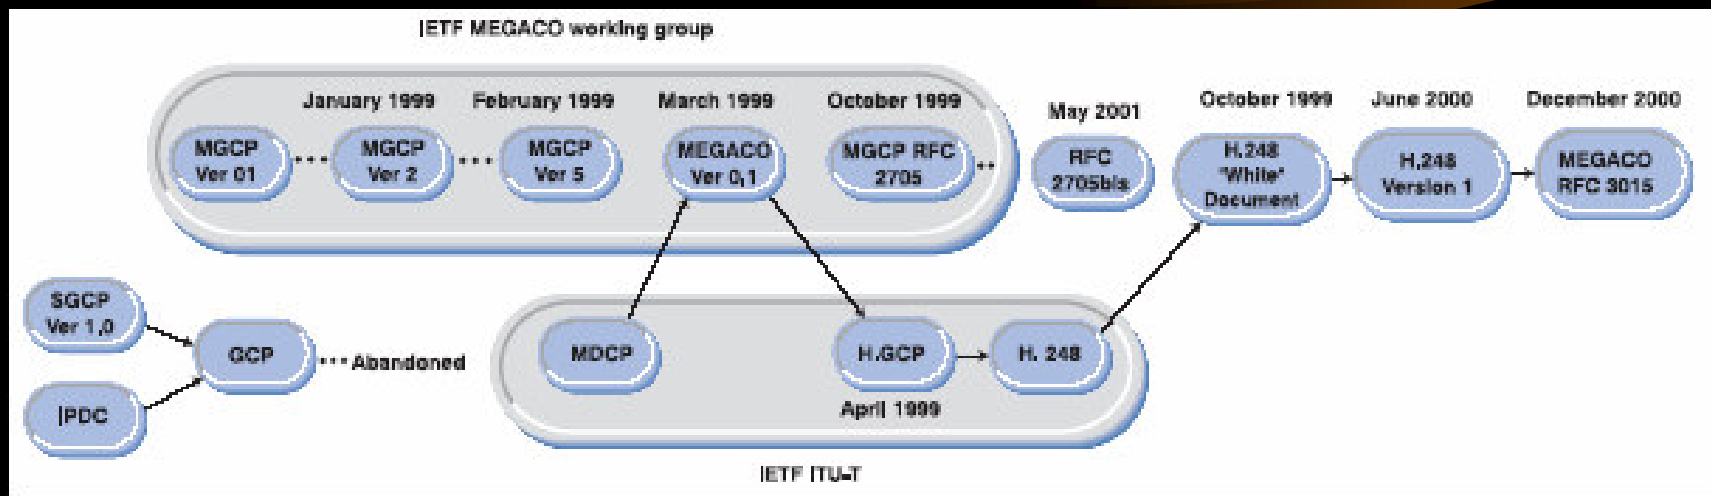 IETF MEGACO working group
January 1999
February 1999
March 1999
October 1999
May 2001
October 1999
June 2000
December 2000
MGCP
Ver 01
...
MGCP
Ver 2
...
MGCP
Ver 5
MEGACO
Ver 0,1
MGCP RFC
2705
..
RFC
2705bis
H.248
"White"
Document
H.248
Version 1
MEGACO
RFC 3015
SGCP
Ver 1.0
GCP
... Abandoned
IPDC
MDCP
H.GCP
H. 248
April 1999
IETF ITU-T